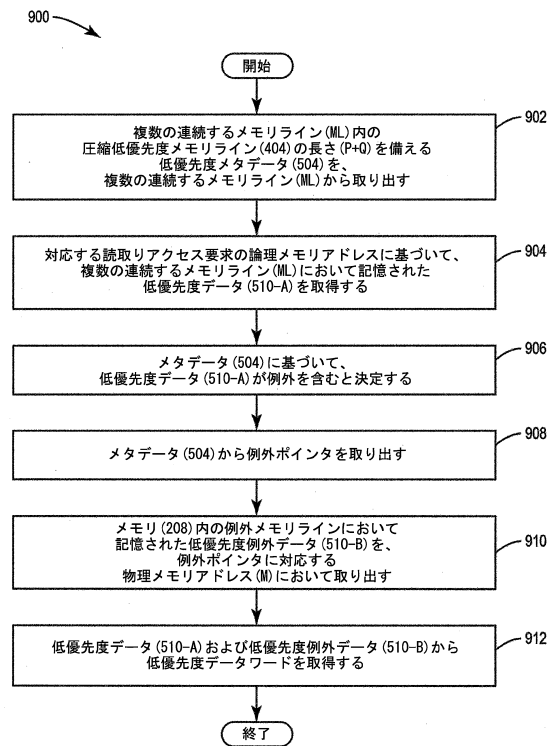 900
開始
902
複数の連続するメモリライン(ML)内の
圧縮低優先度メモリライン(404)の長さ(P+Q)を備える
低優先度メタデータ(504)を、
複数の連続するメモリライン(ML)から取り出す
904
対応する読取りアクセス要求の論理メモリアドレスに基づいて、
複数の連続するメモリライン(ML)において記憶された
低優先度データ(510-A)を取得する
906
メタデータ(504)に基づいて、
低優先度データ(510-A)が例外を含むと決定する
908
メタデータ(504)から例外ポインタを取り出す
910
メモリ(208)内の例外メモリラインにおいて
記憶された低優先度例外データ(510-B)を、
例外ポインタに対応する
物理メモリアドレス(M)において取り出す
912
低優先度データ(510-A)および低優先度例外データ(510-B)から
低優先度データワードを取得する
終了